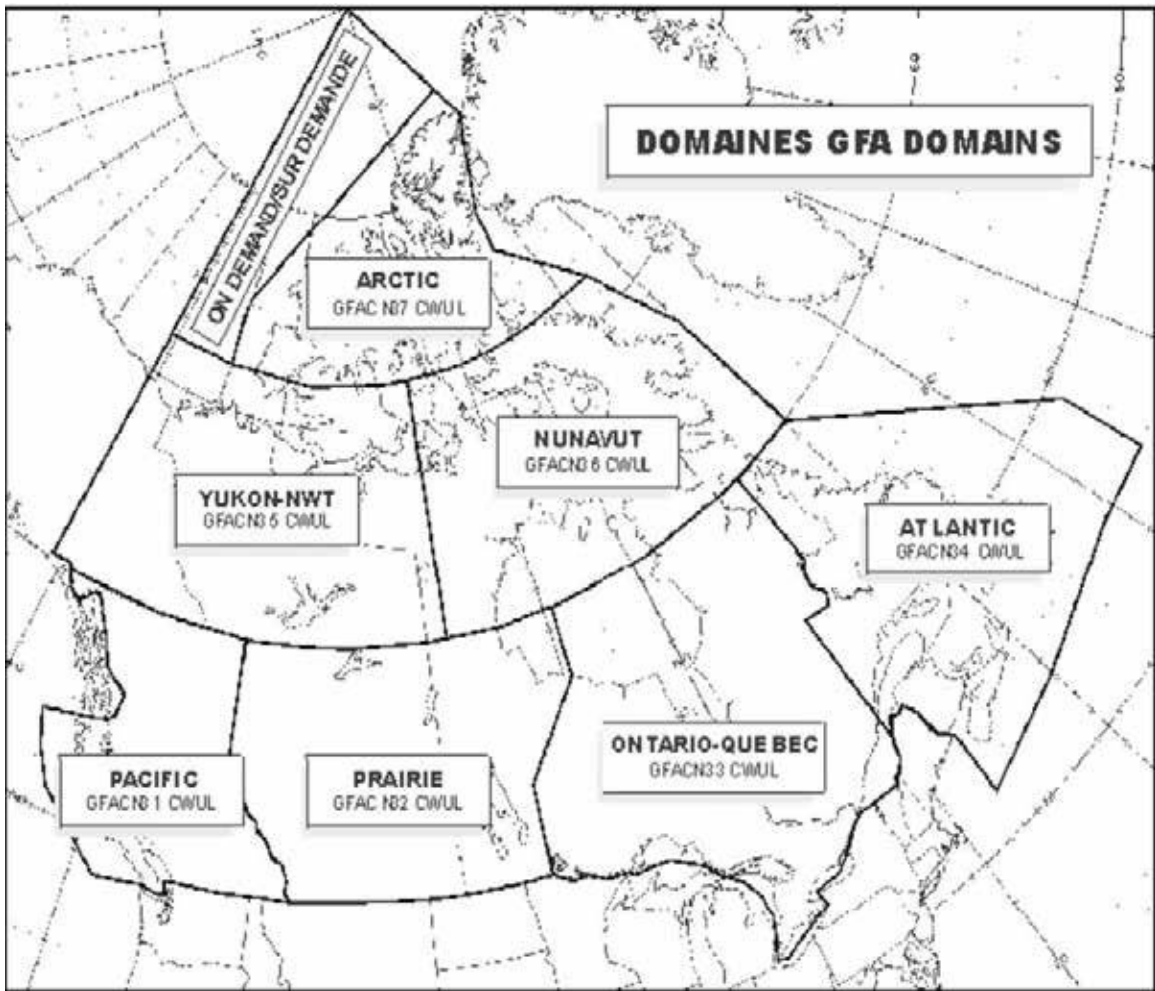 DOMAINES GFA DOMAINS
ON DEMAND/SUR DEMANDE
ARCTIC
GFACN37 CWUL
NUNAVUT
GFACN36 CWUL
YUKON-NWT
GFACN35 CWUL
ATLANTIC
GFACN34 CWUL
ONTARIO-QUEBEC
GFACN33 CWUL
PACIFIC
GFACN31 CWUL
PRAIRIE
GFACN32 CWUL